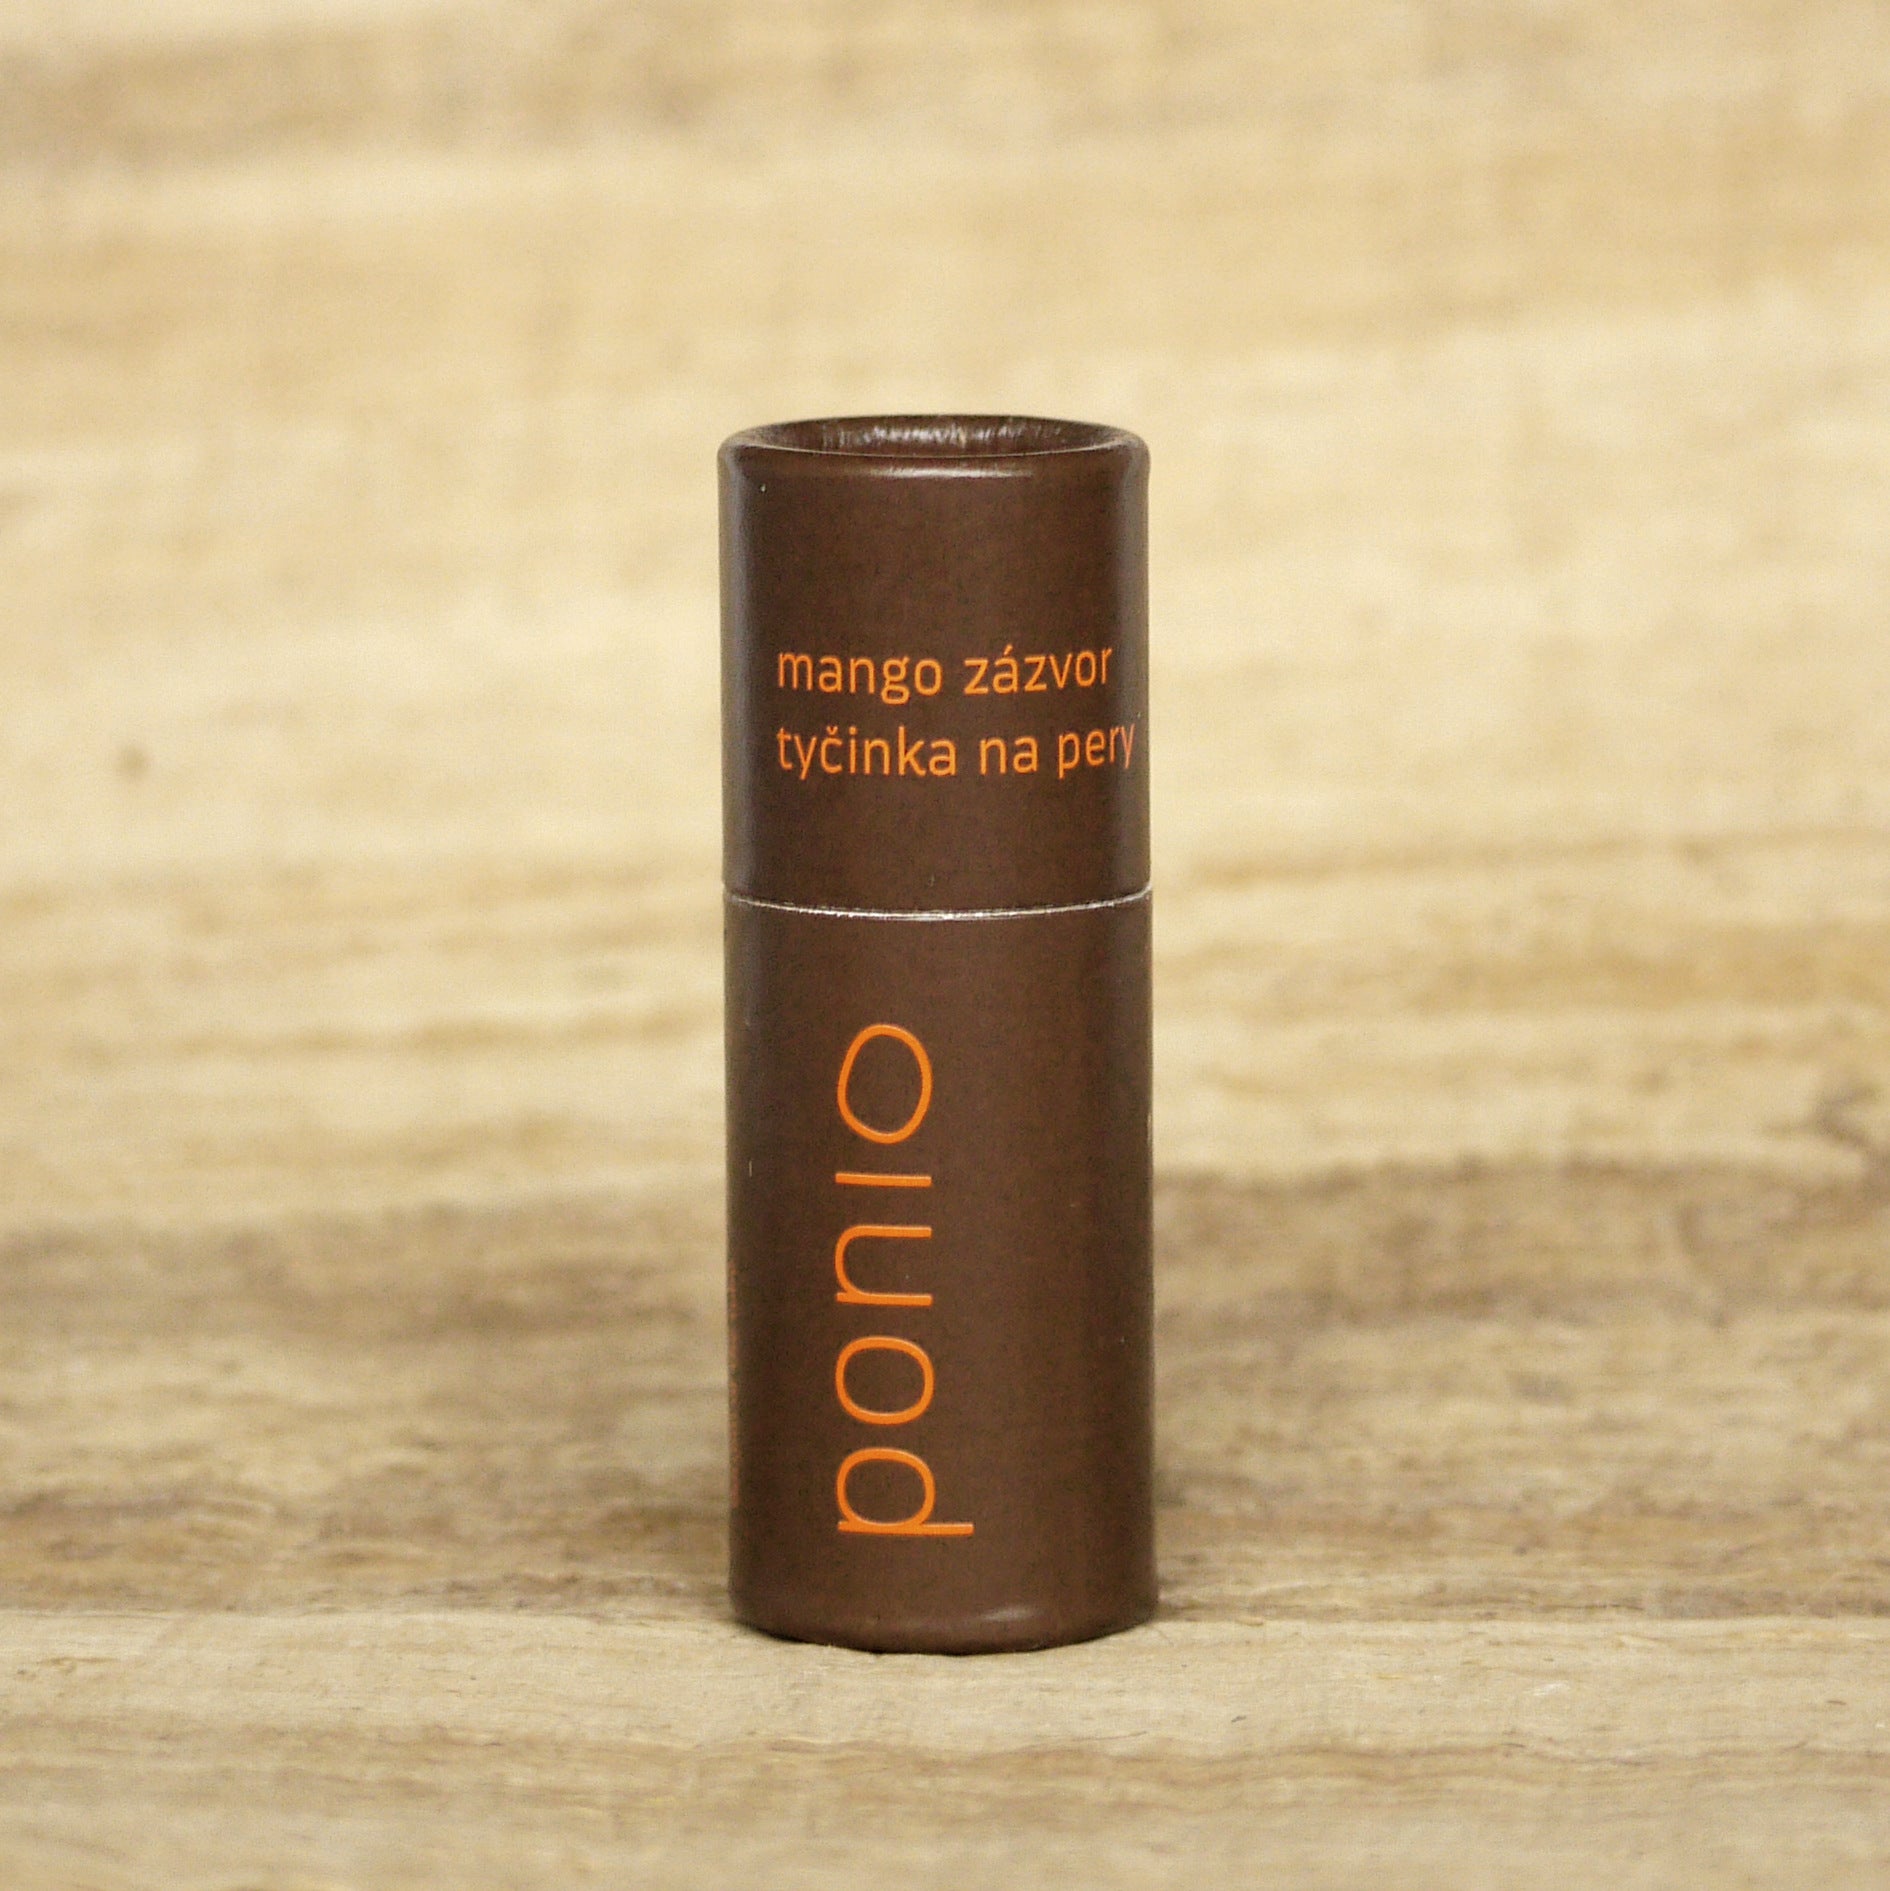 mango zázvor
tyčinka na pery
ponio